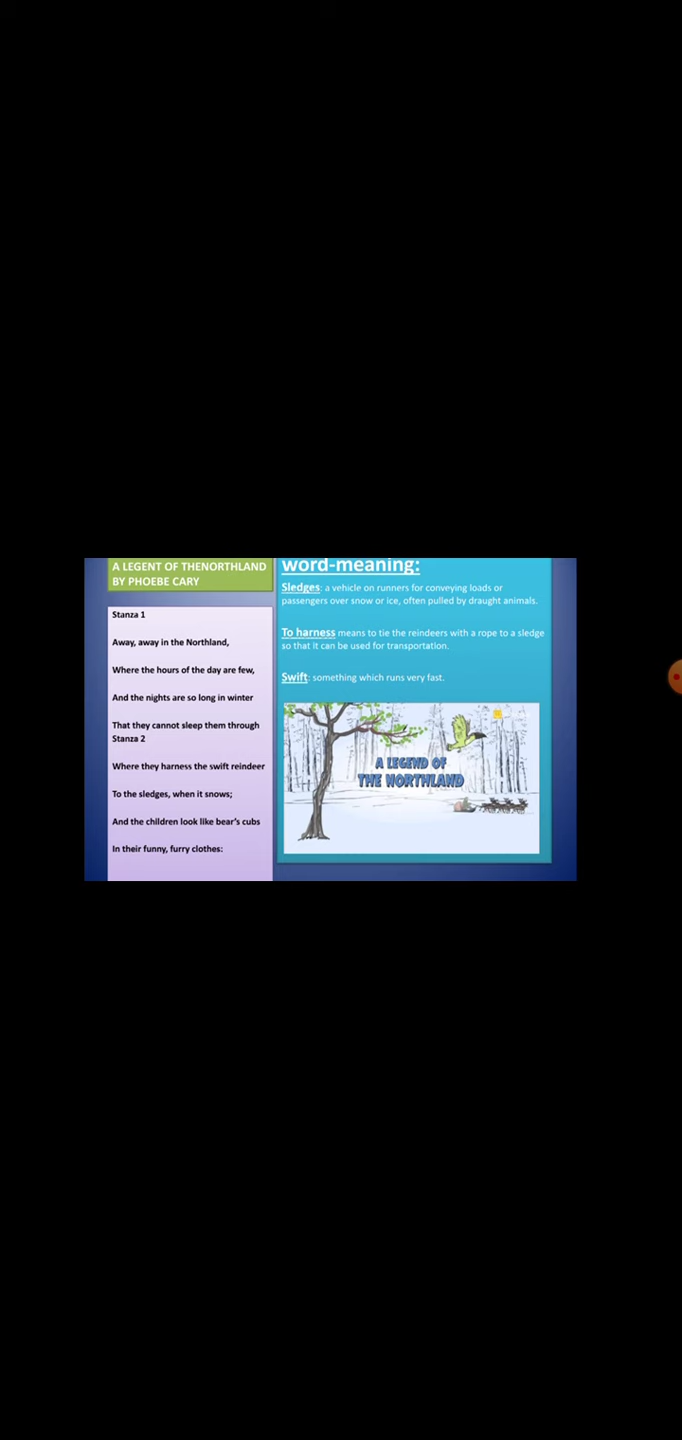 A LEGENT OF THENORTHLAND
BY PHOEBE CARY
Stanza 1
Away, away in the Northland,
Where the hours of the day are few,
And the nights are so long in winter
That they cannot sleep them through
Stanza 2
Where they harness the swift reindeer
To the sledges, when it snows;
And the children look like bear's cubs
In their funny, furry clothes:
word-meaning:
Sledges: a vehicle on runners for conveying loads or
passengers over snow or ice, often pulled by draught animals.
To harness means to tie the reindeers with a rope to a sledge
so that it can be used for transportation.
Swift: something which runs very fast.
A LEGEND OF
THE NORTHLAND